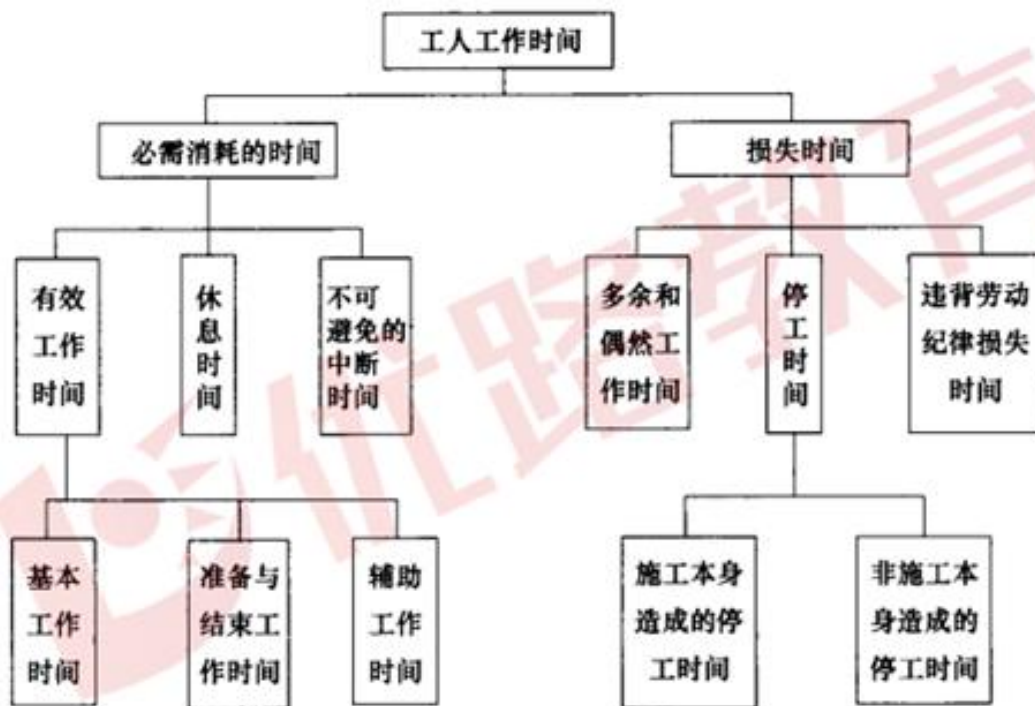 工人工作时间
必需消耗的时间
损失时间
有效
工作
时间
休
息
时
间
不可
避免的
中断
时间
多余和
偶然工
作时间
停
工
时
间
违背劳动
纪律损失
时间
基本
工作
时间
准备与
结束工
作时间
辅助
工作
时间
施工本身
造成的停
工时间
非施工本
身造成的
停工时间
优路教育